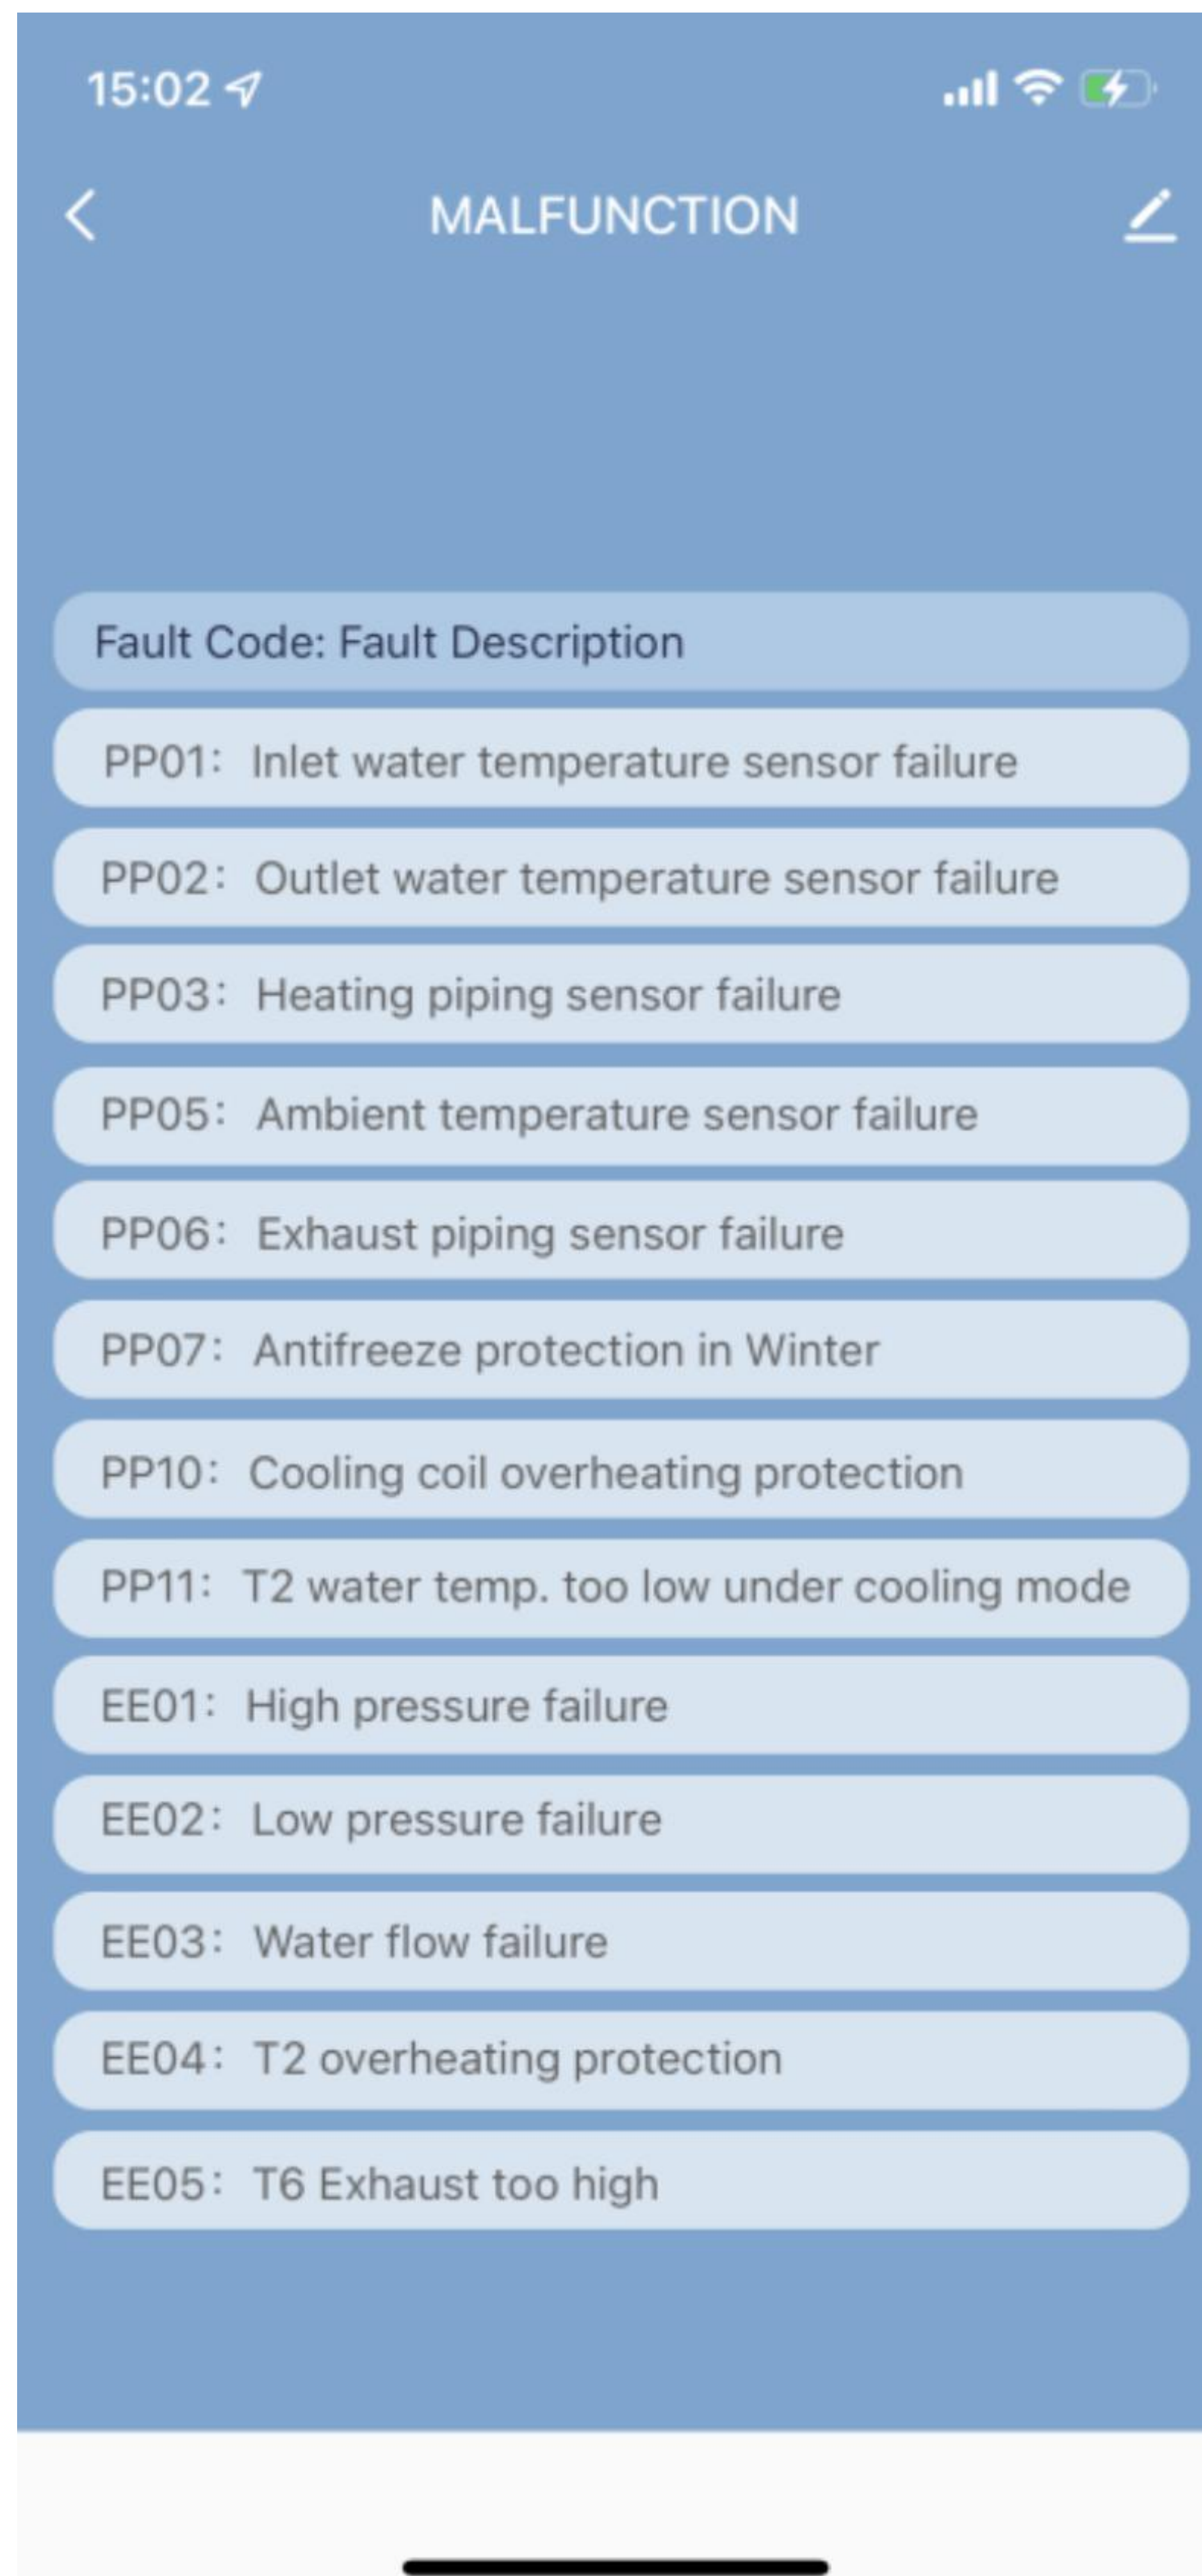 15:02
MALFUNCTION
Fault Code: Fault Description
PP01: Inlet water temperature sensor failure
PP02: Outlet water temperature sensor failure
PP03: Heating piping sensor failure
PP05: Ambient temperature sensor failure
PP06: Exhaust piping sensor failure
PP07: Antifreeze protection in Winter
PP10: Cooling coil overheating protection
PP11: T2 water temp. too low under cooling mode
EE01: High pressure failure
EE02: Low pressure failure
EE03: Water flow failure
EE04: T2 overheating protection
EE05: T6 Exhaust too high